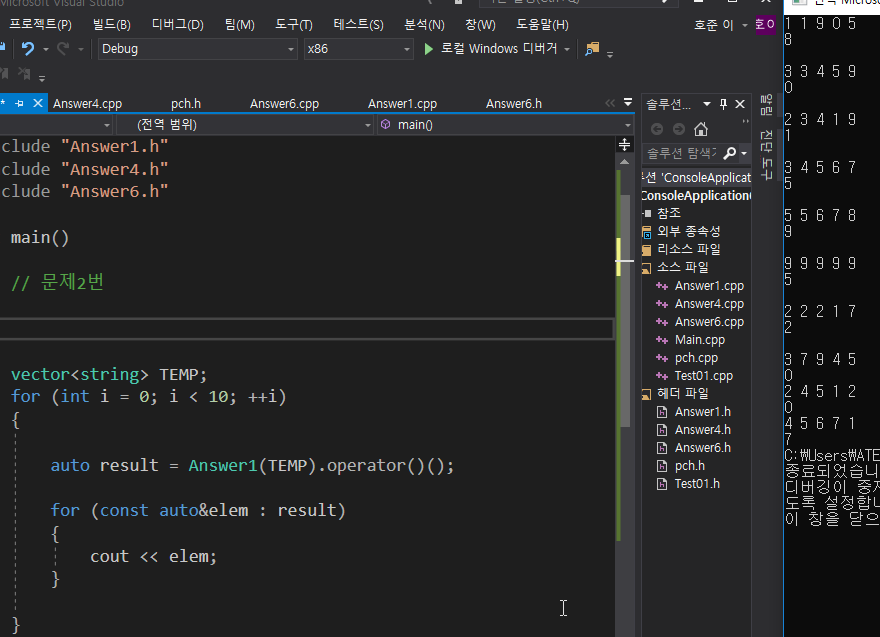 Microsoft Visual Studio
프로젝트(P) 빌드(B) 디버그(D) 팀(M) 도구(T) 테스트(S) 분석(N) 창(W) 도움말(H) 호준 이 호이
Debug x86 로컬 Windows 디버거
Answer4.cpp pch.h Answer6.cpp Answer1.cpp Answer6.h
(전역 범위) main()
clude "Answer1.h"
clude "Answer4.h"
clude "Answer6.h"
main()
// 문제2번
vector<string> TEMP;
for (int i = 0; i < 10; ++i)
{
auto result = Answer1(TEMP).operator()();
for (const auto&elem : result)
{
cout << elem;
}
}
솔루션...
솔루션 탐색기
루션 'ConsoleApplicat
ConsoleApplication
참조
외부 종속성
리소스 파일
소스 파일
Answer1.cpp
Answer4.cpp
Answer6.cpp
Main.cpp
pch.cpp
Test01.cpp
헤더 파일
Answer1.h
Answer4.h
Answer6.h
pch.h
Test01.h
알림
진단 도구
1 1 9 0 5
8
3 3 4 5 9
0
2 3 4 1 9
1
3 4 5 6 7
5
5 5 6 7 8
9
9 9 9 9 9
5
2 2 2 1 7
2
3 7 9 4 5
0
2 4 5 1 2
0
4 5 6 7 1
7
C:\Users\ATE
종료되었습니
디버깅이 중지
도록 설정합니
이 창을 닫으